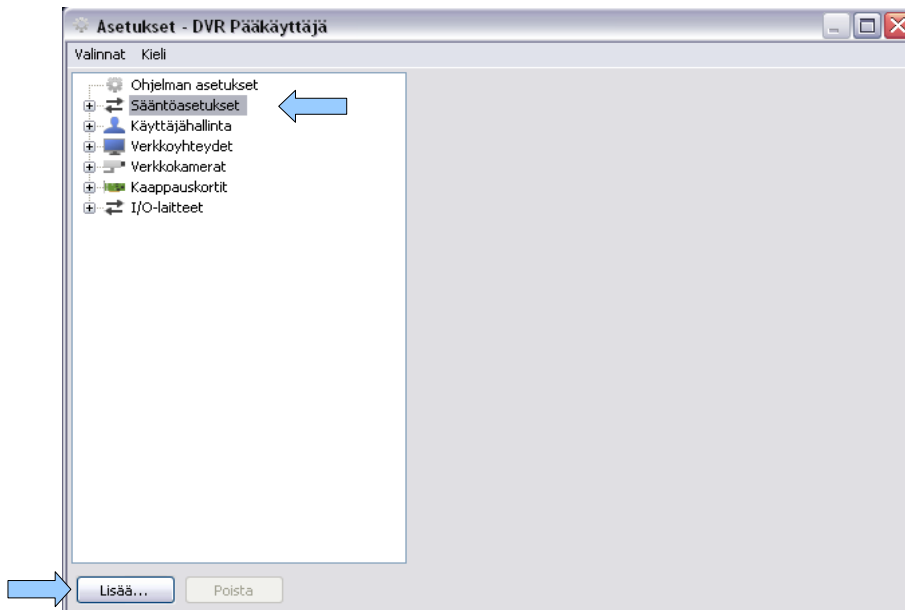 Asetukset - DVR Pääkäyttäjä
Valinnat Kieli
Ohjelman asetukset
Sääntöasetukset
Käyttäjähallinta
Verkkoyhteydet
Verkkokamerat
Kaappauskortit
I/O-laitteet
Lisää... Poista